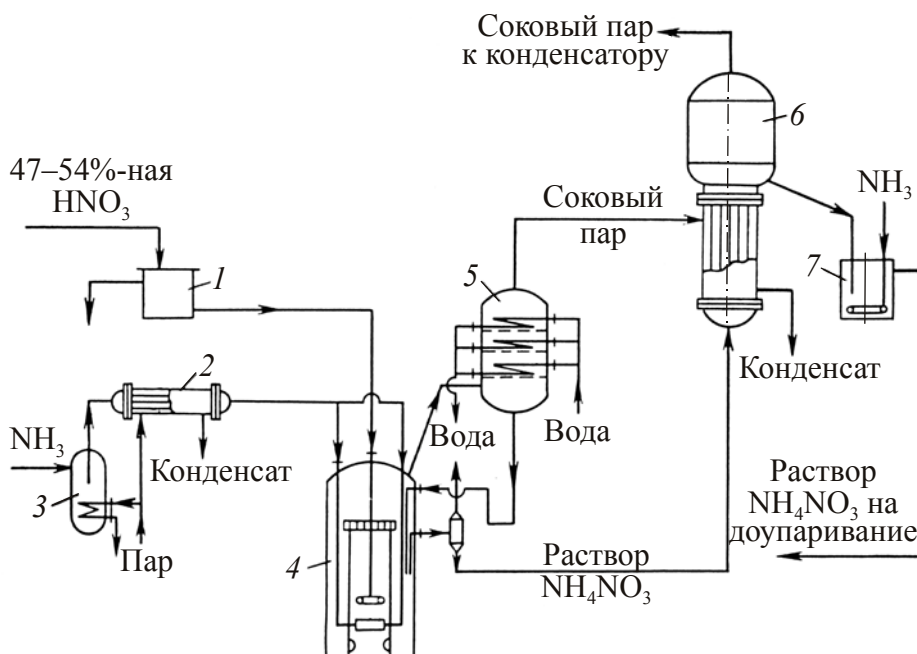 Соковый пар
к конденсатору
6
47–54%-ная
HNO₃
NH₃
Соковый
пар
1
5
7
2
Конденсат
NH₃
Вода
Вода
Конденсат
3
Пар
4
Раствор
NH₄NO₃
Раствор
NH₄NO₃ на
доупаривание